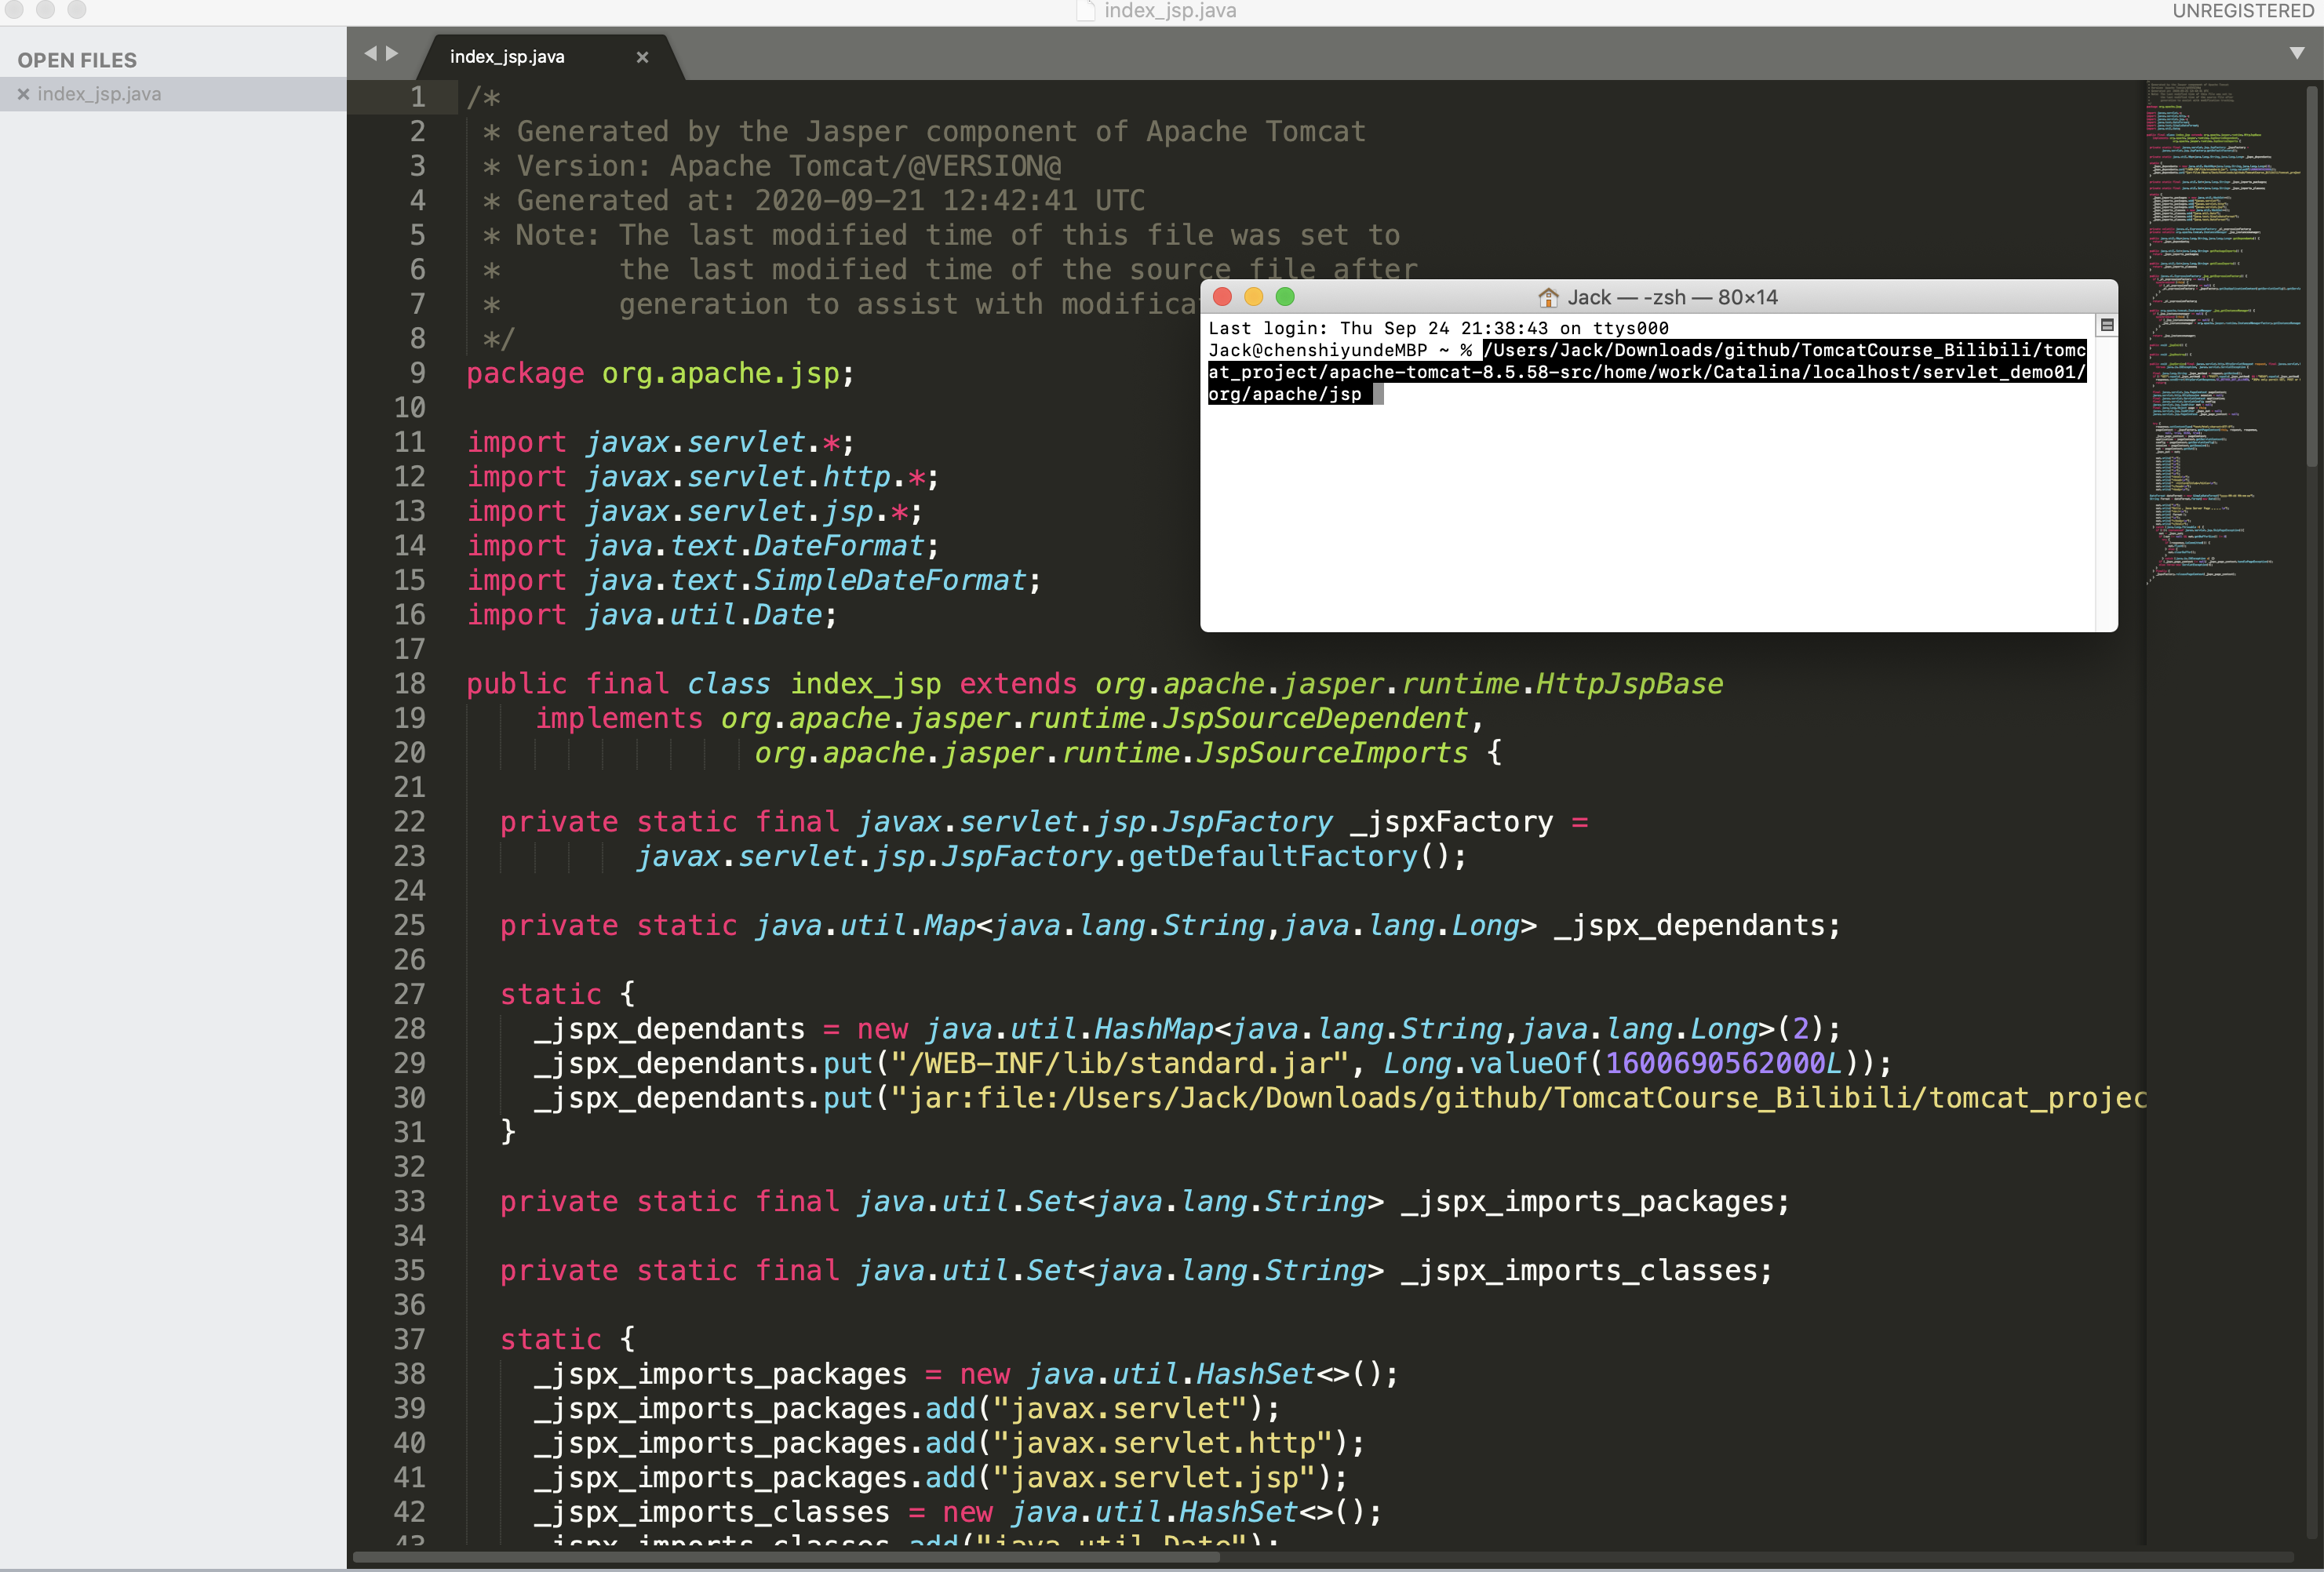 index_jsp.java
UNREGISTERED
OPEN FILES
index_jsp.java
index_jsp.java
1 /*
2  * Generated by the Jasper component of Apache Tomcat
3  * Version: Apache Tomcat/@VERSION@
4  * Generated at: 2020-09-21 12:42:41 UTC
5  * Note: The last modified time of this file was set to
6  *       the last modified time of the source file after
7  *       generation to assist with
8  */
9 package org.apache.jsp;
10
11 import javax.servlet.*;
12 import javax.servlet.http.*;
13 import javax.servlet.jsp.*;
14 import java.text.DateFormat;
15 import java.text.SimpleDateFormat;
16 import java.util.Date;
17
18 public final class index_jsp extends org.apache.jasper.runtime.HttpJspBase
19     implements org.apache.jasper.runtime.JspSourceDependent,
20                  org.apache.jasper.runtime.JspSourceImports {
21
22   private static final javax.servlet.jsp.JspFactory _jspxFactory =
23           javax.servlet.jsp.JspFactory.getDefaultFactory();
24
25   private static java.util.Map<java.lang.String,java.lang.Long> _jspx_dependants;
26
27   static {
28     _jspx_dependants = new java.util.HashMap<java.lang.String,java.lang.Long>(2);
29     _jspx_dependants.put("/WEB-INF/lib/standard.jar", Long.valueOf(1600690562000L));
30     _jspx_dependants.put("jar:file:/Users/Jack/Downloads/github/TomcatCourse_Bilibili/tomcat_projec
31   }
32
33   private static final java.util.Set<java.lang.String> _jspx_imports_packages;
34
35   private static final java.util.Set<java.lang.String> _jspx_imports_classes;
36
37   static {
38     _jspx_imports_packages = new java.util.HashSet<>();
39     _jspx_imports_packages.add("javax.servlet");
40     _jspx_imports_packages.add("javax.servlet.http");
41     _jspx_imports_packages.add("javax.servlet.jsp");
42     _jspx_imports_classes = new java.util.HashSet<>();
43     _jspx_imports_classes.add("java.util.Date");
Jack — -zsh — 80×14
Last login: Thu Sep 24 21:38:43 on ttys000
Jack@chenshiyundeMBP ~ % /Users/Jack/Downloads/github/TomcatCourse_Bilibili/tomc
at_project/apache-tomcat-8.5.58-src/home/work/Catalina/localhost/servlet_demo01/
org/apache/jsp